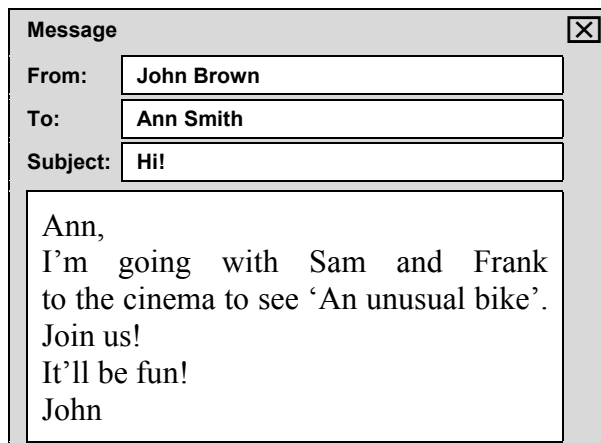 Message
From: John Brown
To: Ann Smith
Subject: Hi!
Ann,
I’m going with Sam and Frank
to the cinema to see ‘An unusual bike’.
Join us!
It’ll be fun!
John